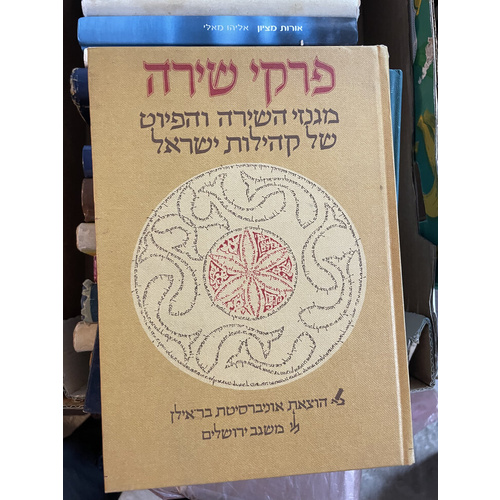 אורות מציון אליהו מאלי
פרקי שירה
מגנזי השירה והפיוט
של קהילות ישראל
הוצאת אוניברסיטת בר־אילן
משגב ירושלים